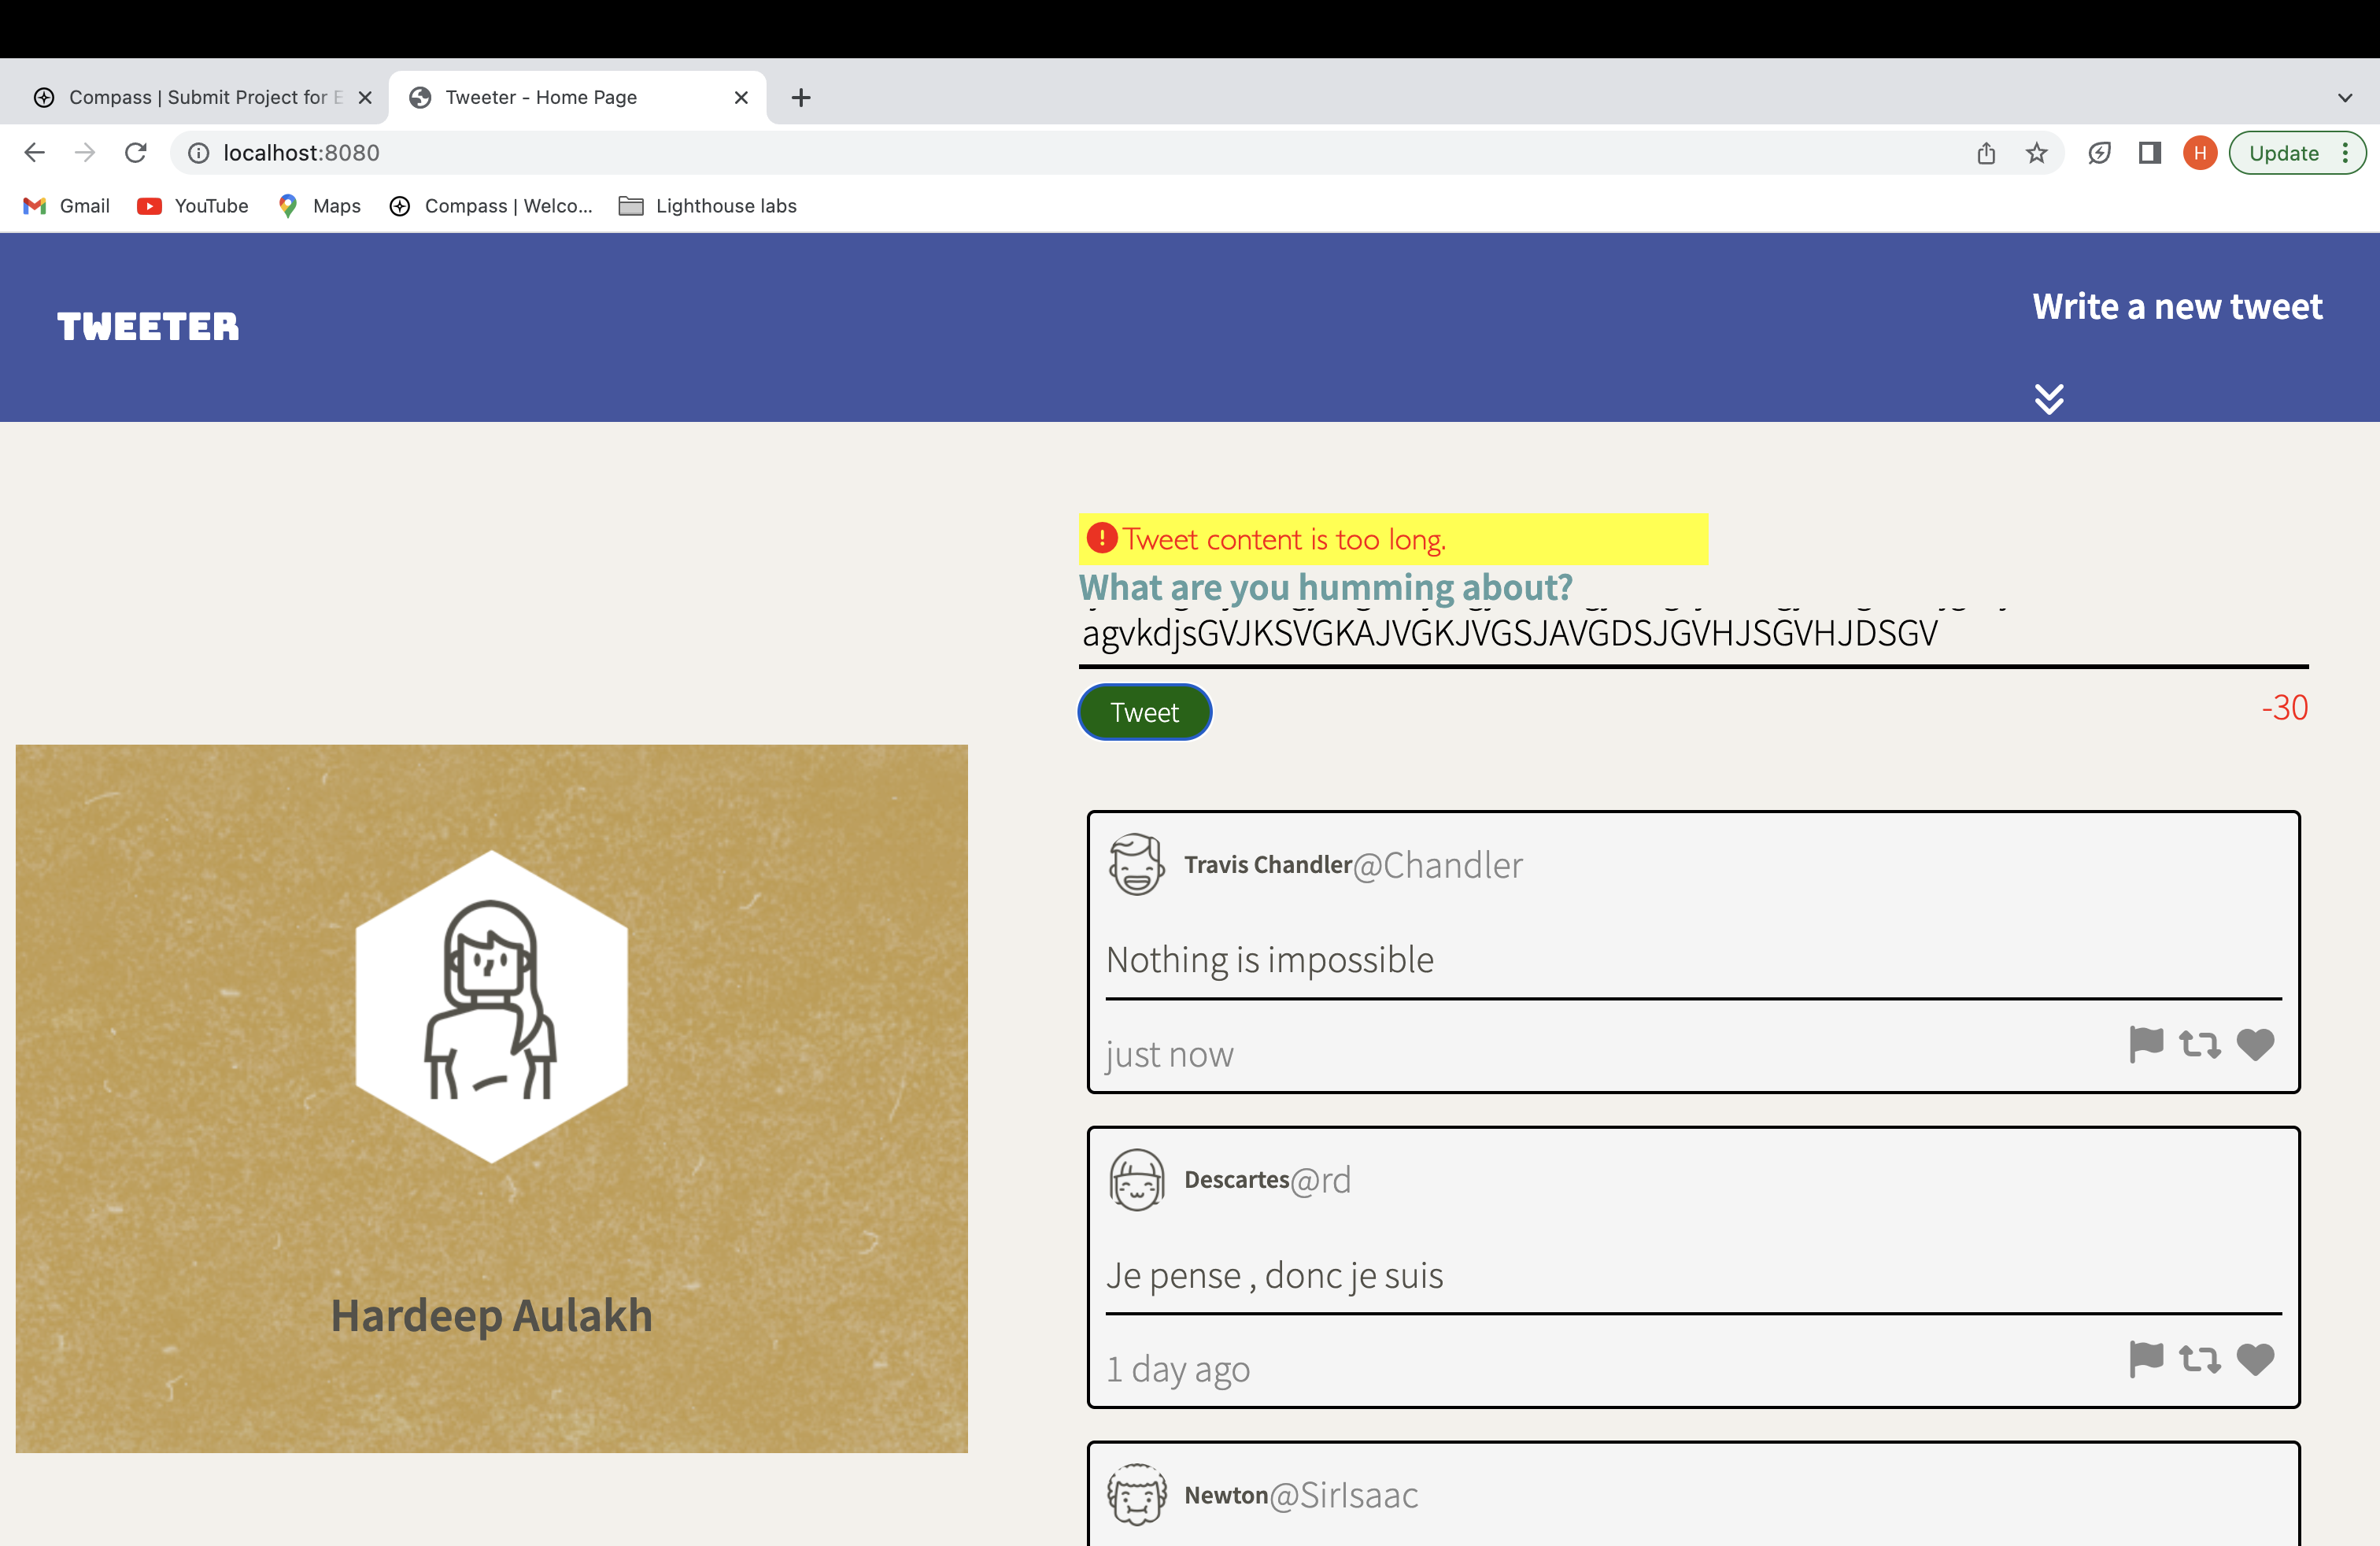 Compass | Submit Project for E
Tweeter - Home Page
localhost:8080
H
Update
Gmail
YouTube
Maps
Compass | Welco...
Lighthouse labs
TWEETER
Write a new tweet
Tweet content is too long.
What are you humming about?
agvkdjsGVJKSVGKAJVGKJVGSJAVGDSJGVHJSGVHJDSGV
Tweet
-30
Hardeep Aulakh
Travis Chandler@Chandler
Nothing is impossible
just now
Descartes@rd
Je pense , donc je suis
1 day ago
Newton@SirIsaac